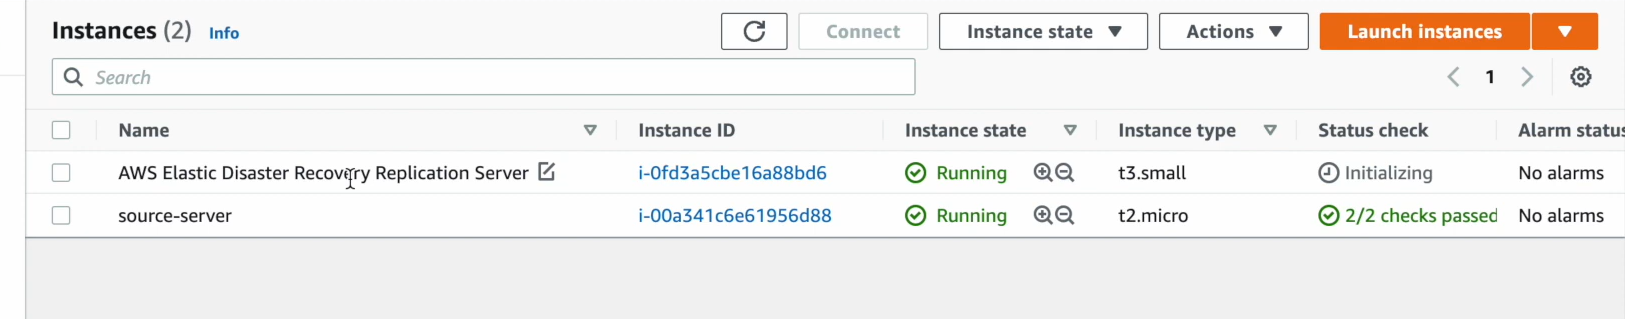 Instances (2) Info Connect Instance state Actions Launch instances
Search 1
Name Instance ID Instance state Instance type Status check Alarm status
AWS Elastic Disaster Recovery Replication Server i-0fd3a5cbe16a88bd6 Running t3.small Initializing No alarms
source-server i-00a341c6e61956d88 Running t2.micro 2/2 checks passed No alarms